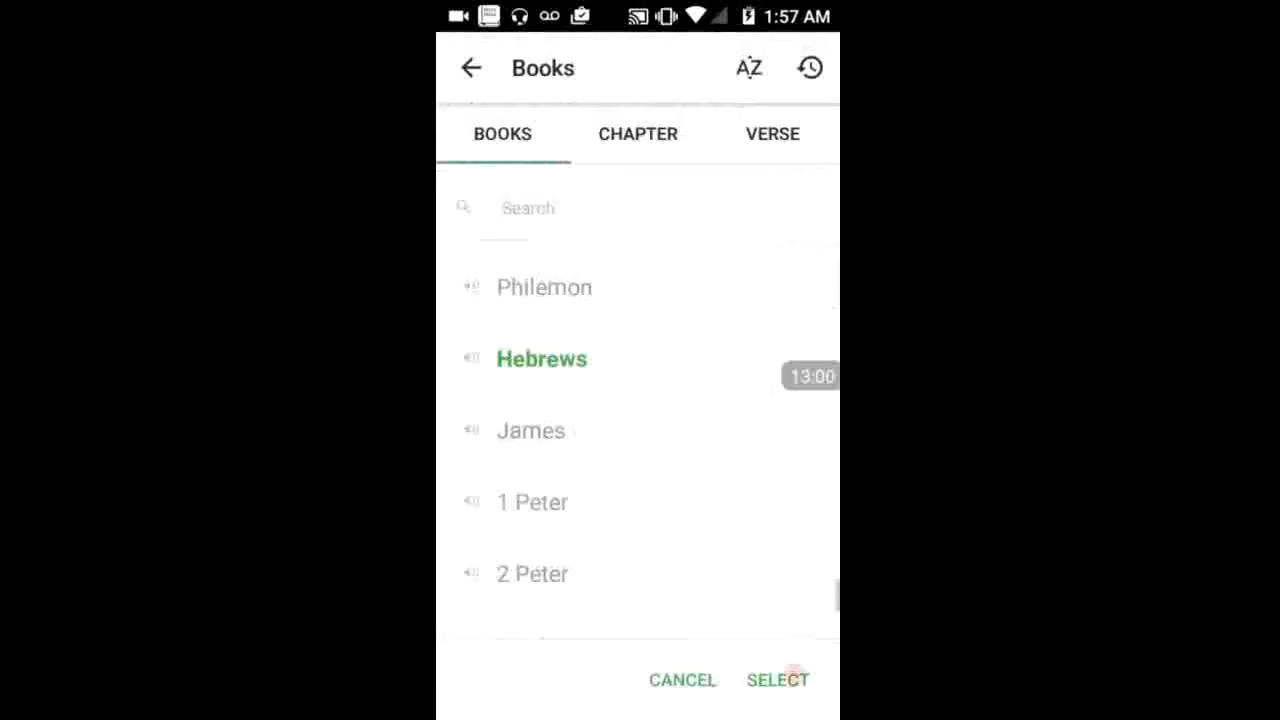 1:57 AM
Books
AZ
BOOKS CHAPTER VERSE
Search
Philemon
Hebrews
13:00
James
1 Peter
2 Peter
CANCEL SELECT